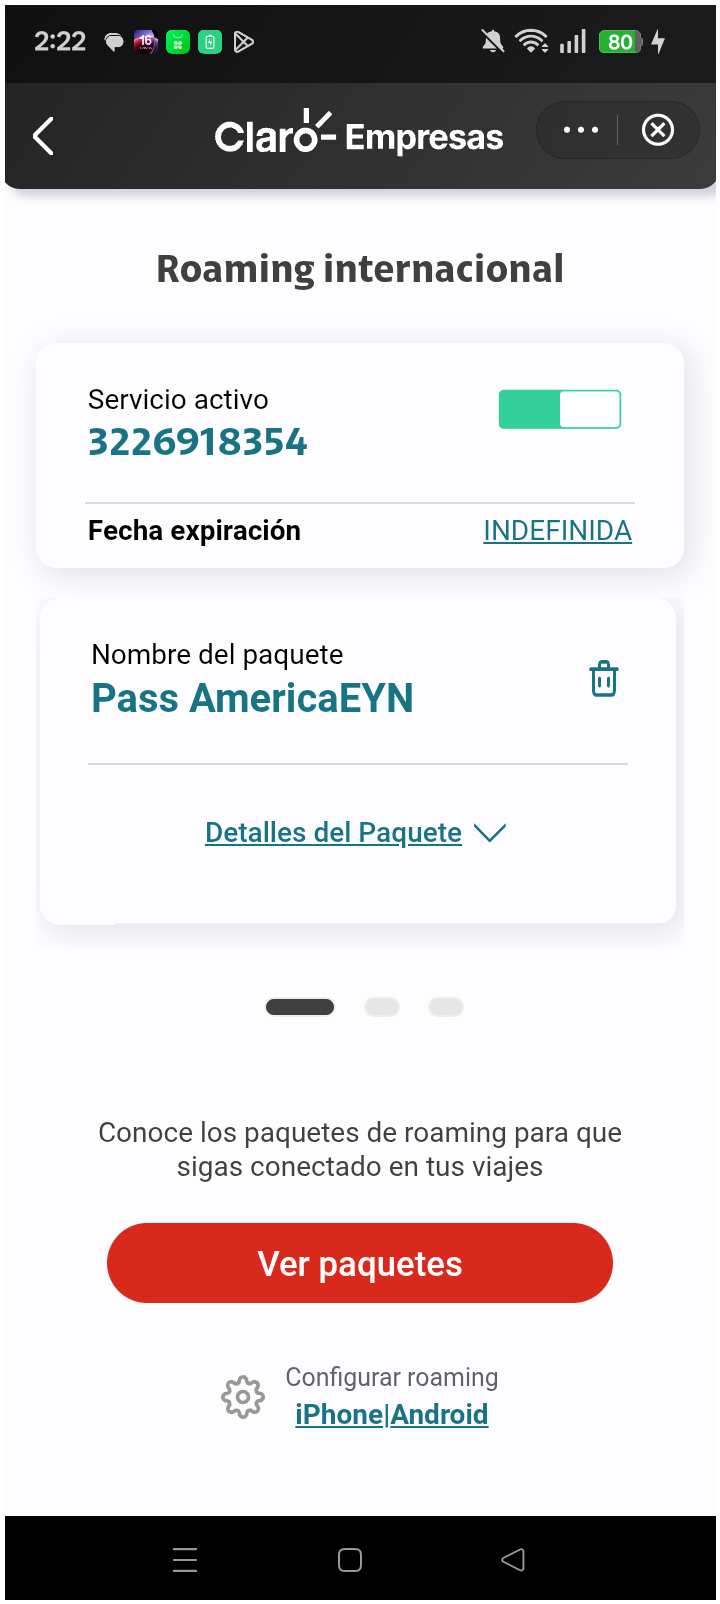 2:22
16
80
Claro- Empresas
Roaming internacional
Servicio activo
3226918354
Fecha expiración INDEFINIDA
Nombre del paquete
Pass AmericaEYN
Detalles del Paquete
Conoce los paquetes de roaming para que
sigas conectado en tus viajes
Ver paquetes
Configurar roaming
iPhone|Android